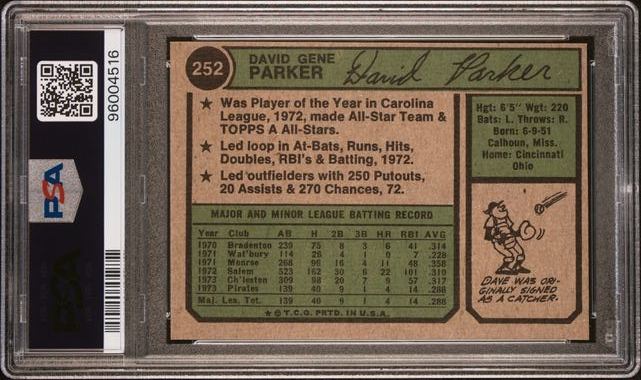 96004516
PSA
252
DAVID GENE
PARKER
David Parker
★ Was Player of the Year in Carolina
League, 1972, made All-Star Team &
TOPPS A All-Stars.
★ Led loop in At-Bats, Runs, Hits,
Doubles, RBI's & Batting, 1972.
★ Led outfielders with 250 Putouts,
20 Assists & 270 Chances, 72.
Hgt: 6'5" Wgt: 220
Bats: L. Throws: R.
Born: 6-9-51
Calhoun, Miss.
Home: Cincinnati
Ohio
MAJOR AND MINOR LEAGUE BATTING RECORD
Year Club AB H 2B 3B HR RBI AVG
1970 Bradenton 239 75 8 3 6 41 .314
1971 Wat'bury 114 26 4 1 0 7 .228
1971 Monroe 268 96 16 4 11 48 .358
1972 Salem 523 162 30 6 22 101 .310
1973 Ch'leston 309 98 20 7 9 57 .317
1973 Pirates 139 40 9 1 4 14 .288
Maj. Lea. Tot. 139 40 9 1 4 14 .288
★ © T.C.G. PRTD. IN U.S.A.
DAVE WAS ORI-
GINALLY SIGNED
AS A CATCHER.